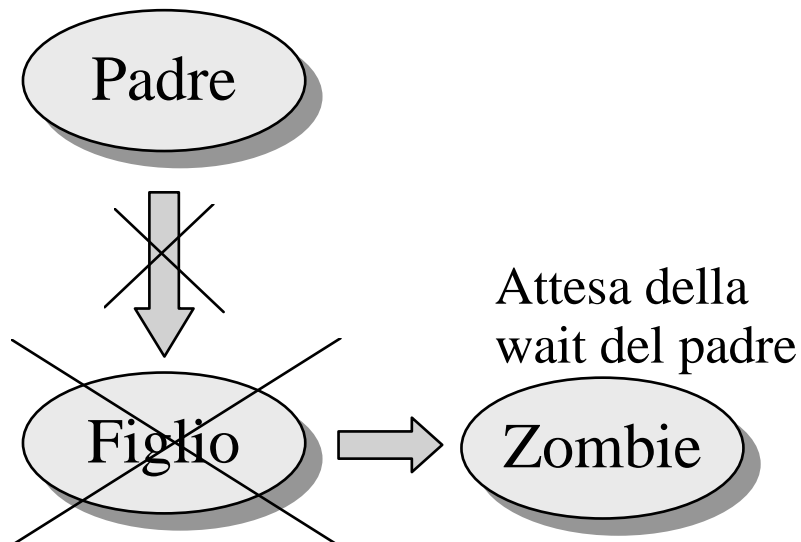 Padre
Attesa della
wait del padre
Figlio
Zombie